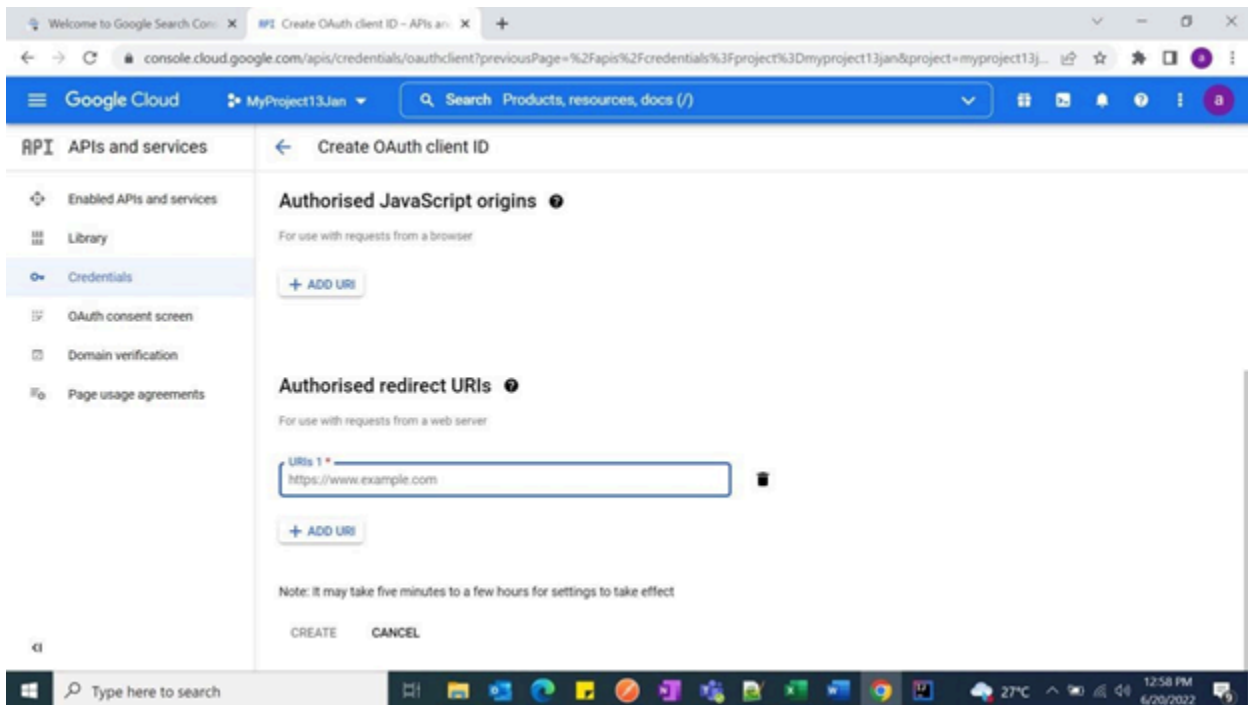 Welcome to Google Search Con
API Create OAuth client ID – APIs an
console.cloud.google.com/apis/credentials/oauthclient?previousPage=%2Fapis%2Fcredentials%3Fproject%3Dmyproject13jan&project=myproject13j...
a
Google Cloud
MyProject13Jan
Search Products, resources, docs (/)
a
API APIs and services
Create OAuth client ID
Enabled APIs and services
Library
Credentials
OAuth consent screen
Domain verification
Page usage agreements
Authorised JavaScript origins
For use with requests from a browser
+ ADD URI
Authorised redirect URIs
For use with requests from a web server
URIs 1 *
https://www.example.com
+ ADD URI
Note: It may take five minutes to a few hours for settings to take effect
CREATE CANCEL
Type here to search
27°C
12:58 PM
6/20/2022